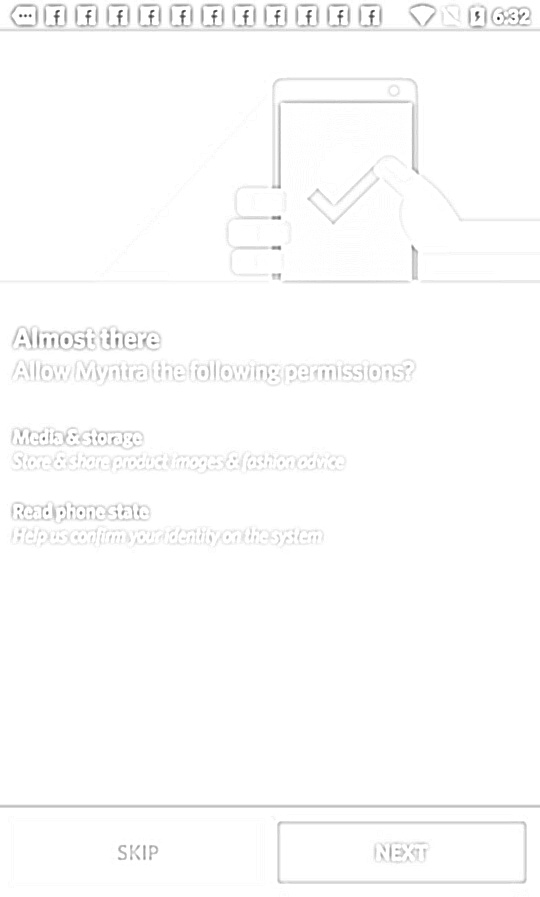 6:32
Almost there
Allow Myntra the following permissions?
Media & storage
Store & share product images & fashion advice
Read phone state
Help us confirm your identity on the system
SKIP
NEXT